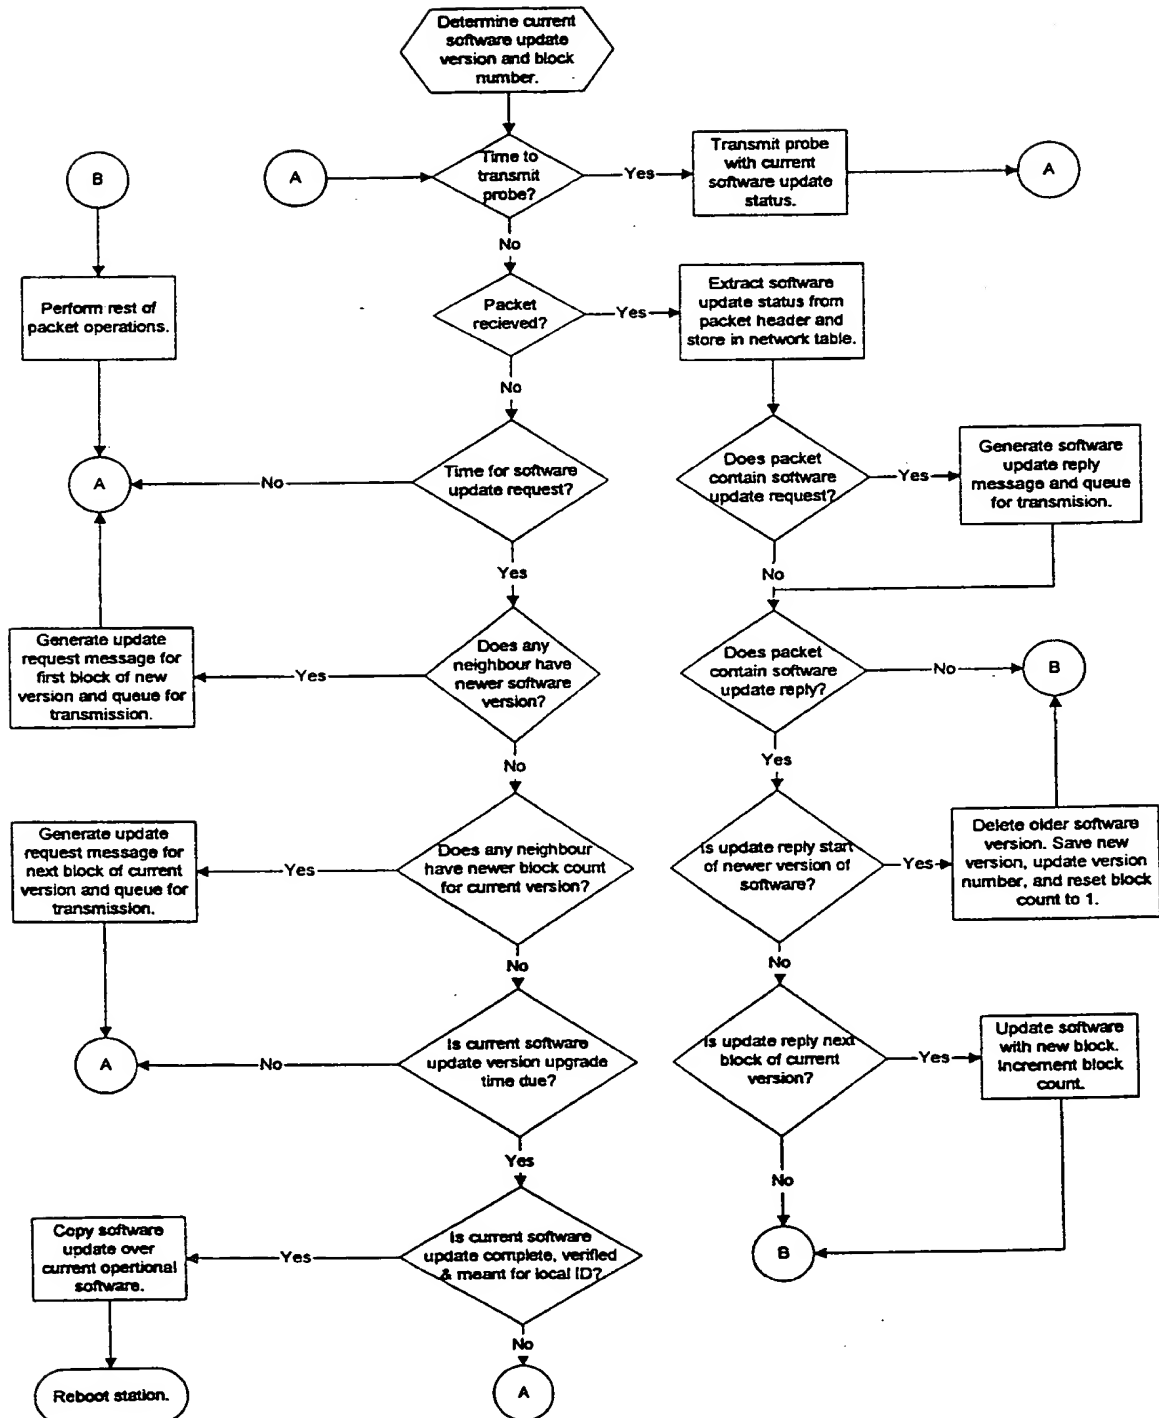 Determine current
software update
version and block
number.
B
A
Time to
transmit
probe?
Yes
Transmit probe
with current
software update
status.
A
No
Perform rest of
packet operations.
Packet
recieved?
Yes
Extract software
update status from
packet header and
store in network table.
No
A
No
Time for software
update request?
Does packet
contain software
update request?
Yes
Generate software
update reply
message and queue
for transmision.
Yes
No
Generate update
request message for
first block of new
version and queue for
transmission.
Yes
Does any
neighbour have
newer software
version?
Does packet
contain software
update reply?
No
B
No
Yes
Generate update
request message for
next block of current
version and queue for
transmission.
Yes
Does any neighbour
have newer block count
for current version?
Is update reply start
of newer version of
software?
Yes
Delete older software
version. Save new
version, update version
number, and reset block
count to 1.
No
No
A
No
Is current software
update version upgrade
time due?
Is update reply next
block of current
version?
Yes
Update software
with new block.
Increment block
count.
Yes
No
Copy software
update over
current opertional
software.
Yes
Is current software
update complete, verified
& meant for local ID?
B
No
Reboot station.
A